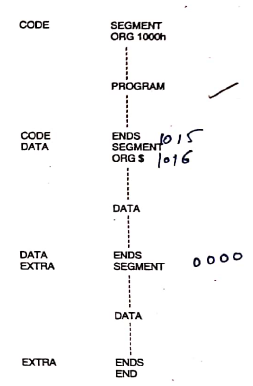 CODE SEGMENT
ORG 1000h
PROGRAM
CODE ENDS 1015
DATA SEGMENT
ORG $ 1016
DATA
DATA ENDS
EXTRA SEGMENT 0000
DATA
EXTRA ENDS
END